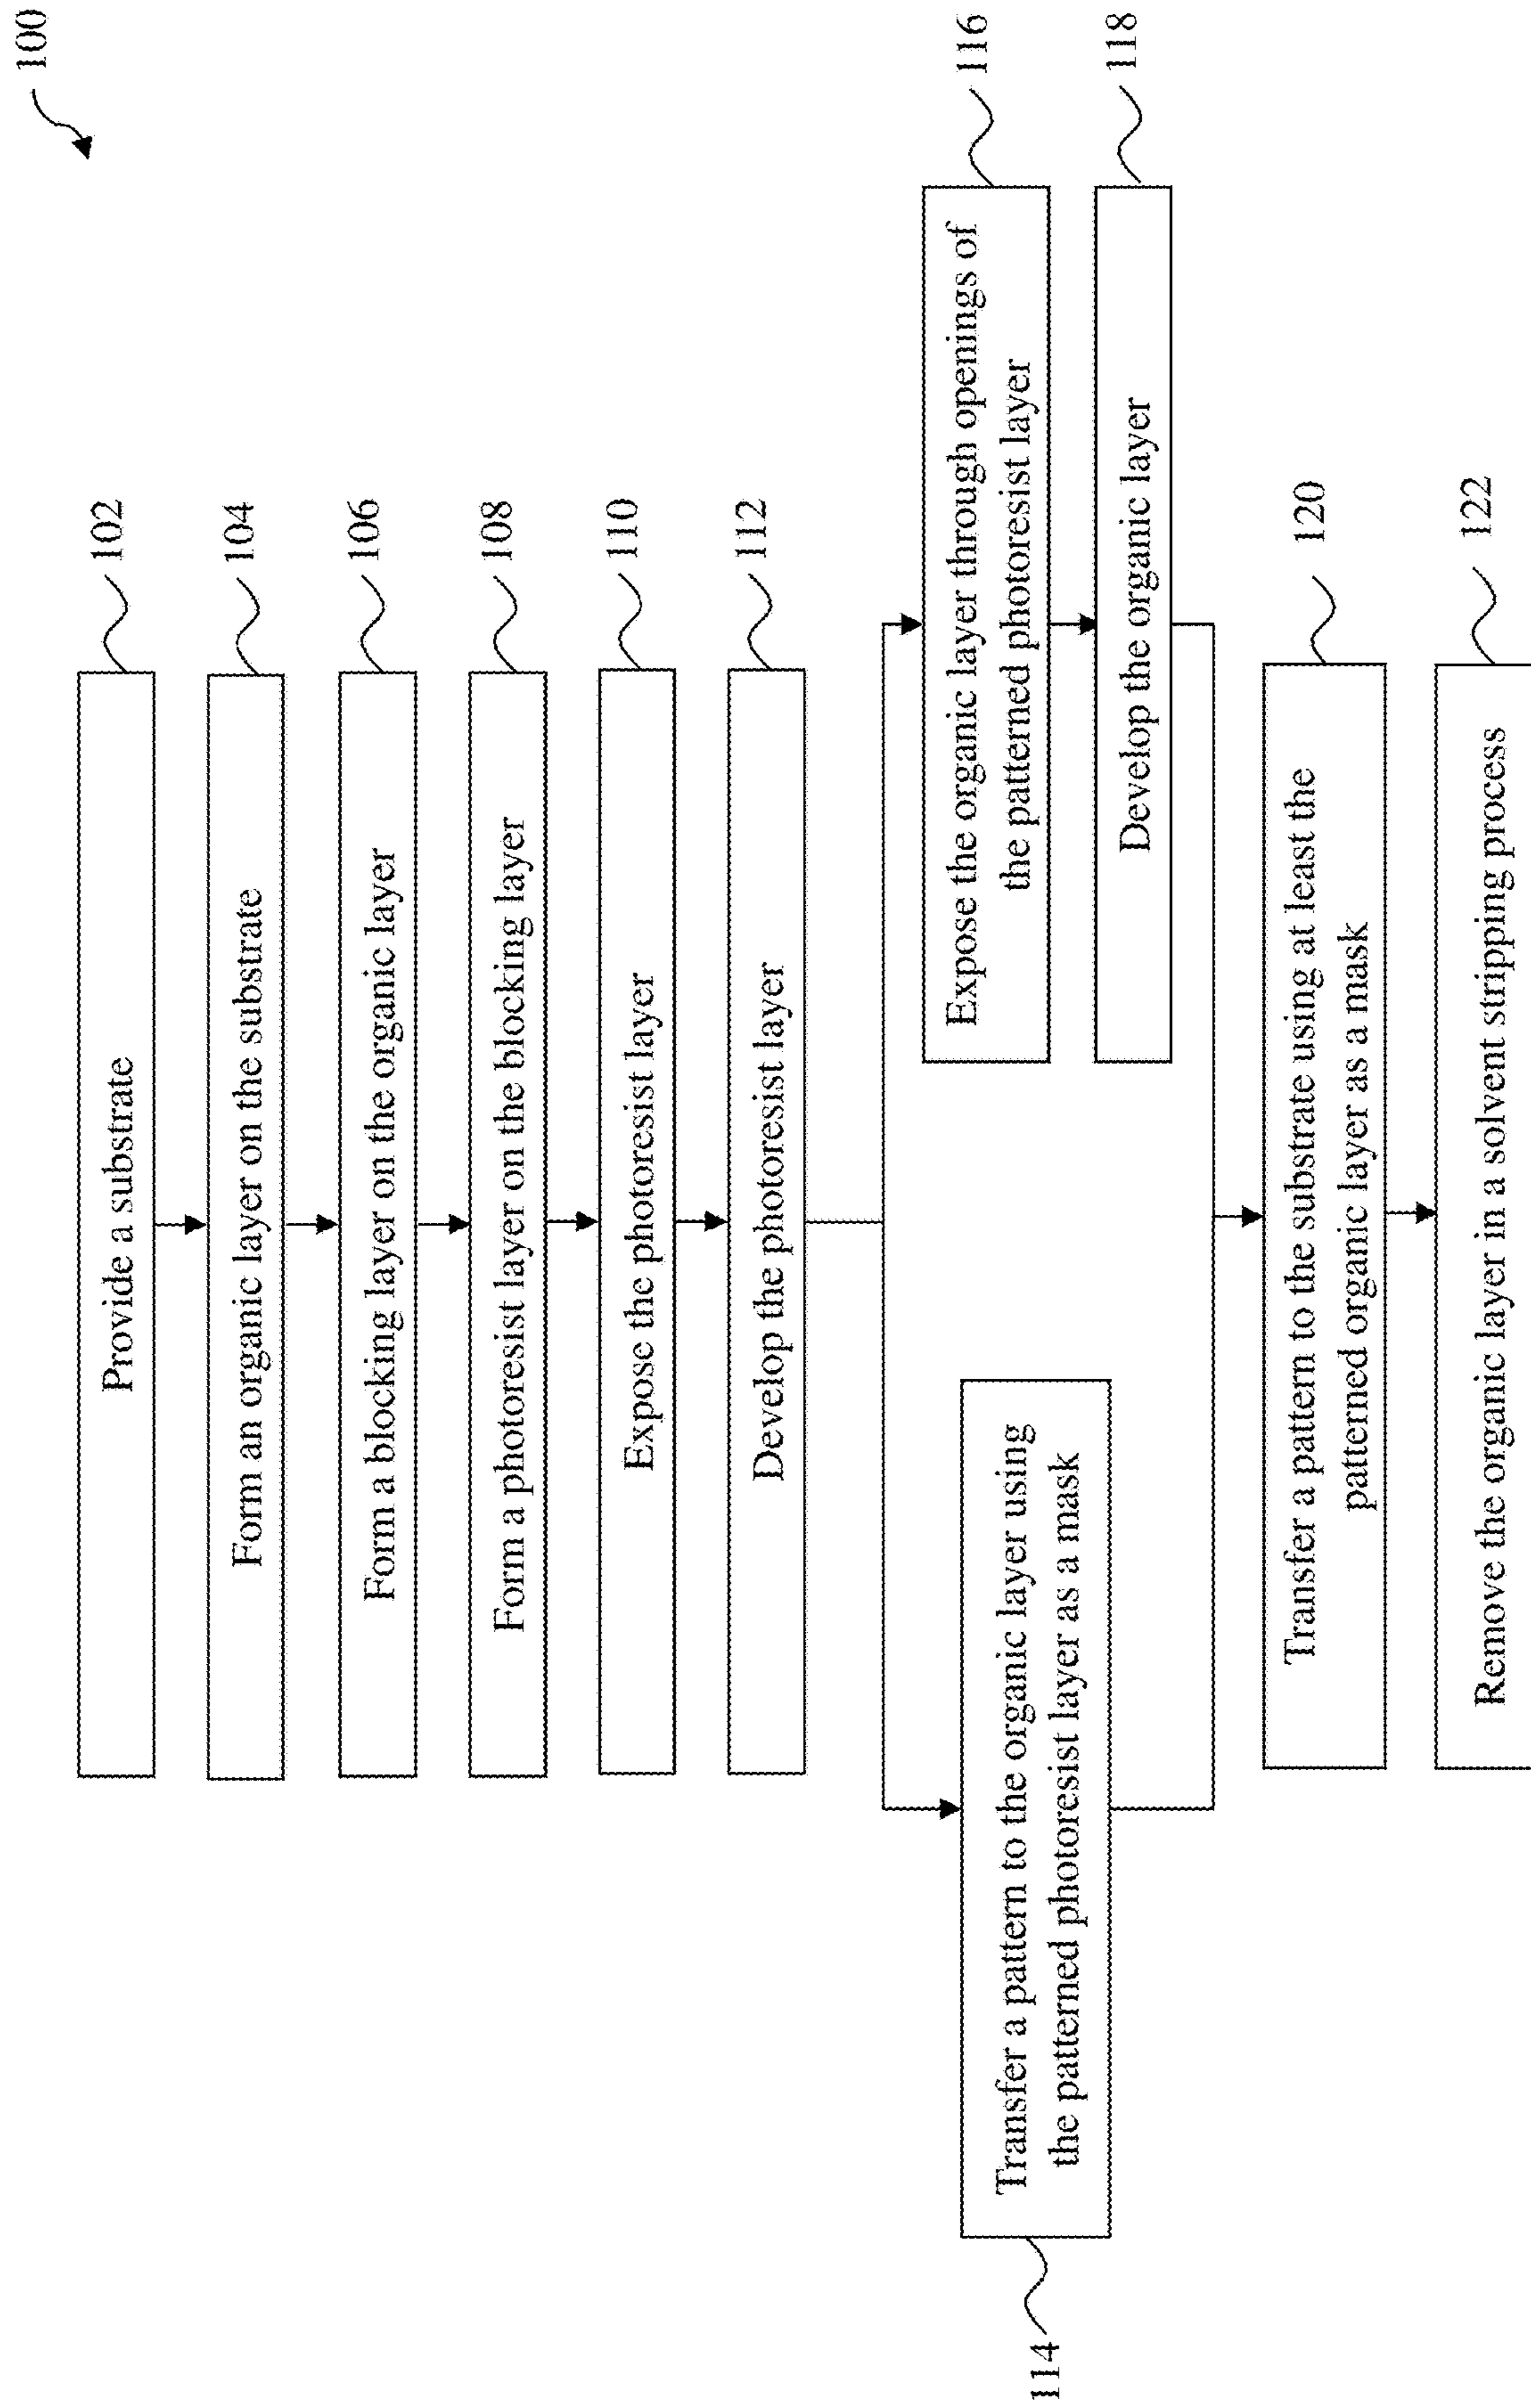 100
Provide a substrate
102
Form an organic layer on the substrate
104
Form a blocking layer on the organic layer
106
Form a photoresist layer on the blocking layer
108
Expose the photoresist layer
110
Develop the photoresist layer
112
114
Transfer a pattern to the organic layer using
the patterned photoresist layer as a mask
Expose the organic layer through openings of
the patterned photoresist layer
116
Develop the organic layer
118
Transfer a pattern to the substrate using at least the
patterned organic layer as a mask
120
Remove the organic layer in a solvent stripping process
122